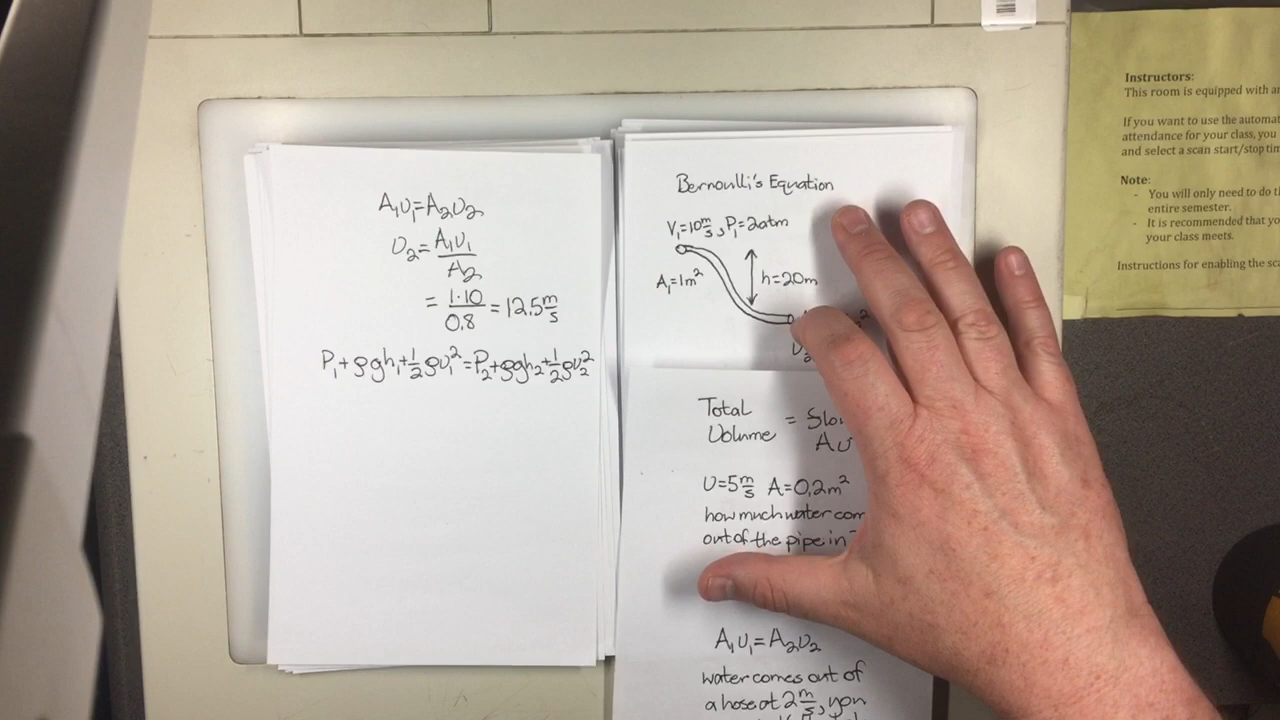 A₁υ₁=A₂υ₂
υ₂=A₁υ₁/A₂
=1·10/0,8=12,5m/s
P₁+ρgh₁+1/2ρυ₁²=P₂+ρgh₂+1/2ρυ₂²
Bernoulli's Equation
V₁=10m/s, P₁=2atm
A₁=1m²
h=20m
Total
Volume =
Aυ
υ=5m/s A=0,2m²
how much water com
out of the pipe in
A₁υ₁=A₂υ₂
water comes out of
a hose at 2m/s, you
Instructors:
This room is equipped with
If you want to use the
attendance for your class, you
and select a scan start/stop
Note:
- You will only need to do
entire semester.
- It is recommended that
your class meets.
Instructions for enabling the